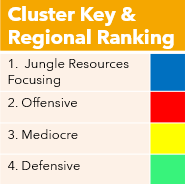 Cluster Key &
Regional Ranking
1. Jungle Resources
Focusing
2. Offensive
3. Mediocre
4. Defensive